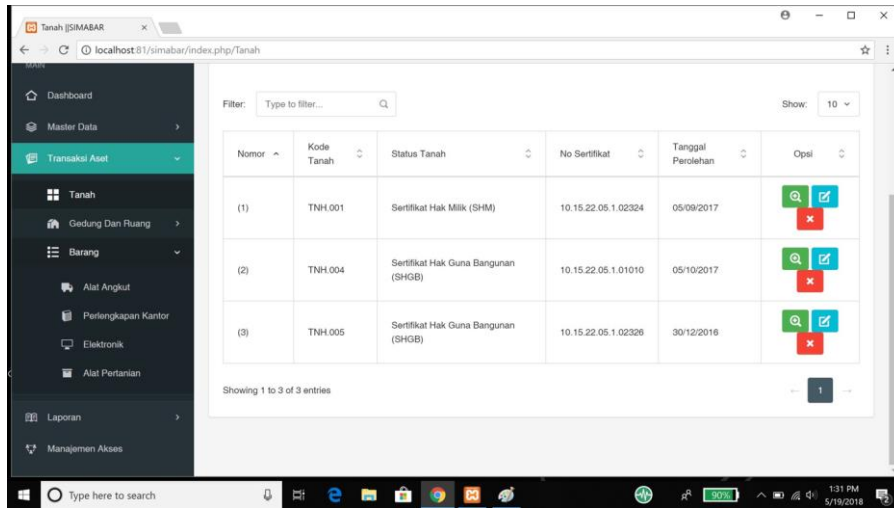 Tanah ||SIMABAR
localhost:81/simabar/index.php/Tanah
MAIN
Dashboard
Master Data
Transaksi Aset
Tanah
Gedung Dan Ruang
Barang
Alat Angkut
Perlengkapan Kantor
Elektronik
Alat Pertanian
Laporan
Manajemen Akses
Filter: Type to filter... Show: 10
Nomor Kode Tanah Status Tanah No Sertifikat Tanggal Perolehan Opsi
(1) TNH.001 Sertifikat Hak Milik (SHM) 10.15.22.05.1.02324 05/09/2017
(2) TNH.004 Sertifikat Hak Guna Bangunan (SHGB) 10.15.22.05.1.01010 05/10/2017
(3) TNH.005 Sertifikat Hak Guna Bangunan (SHGB) 10.15.22.05.1.02326 30/12/2016
Showing 1 to 3 of 3 entries
← 1 →
Type here to search
90%
1:31 PM
5/19/2018